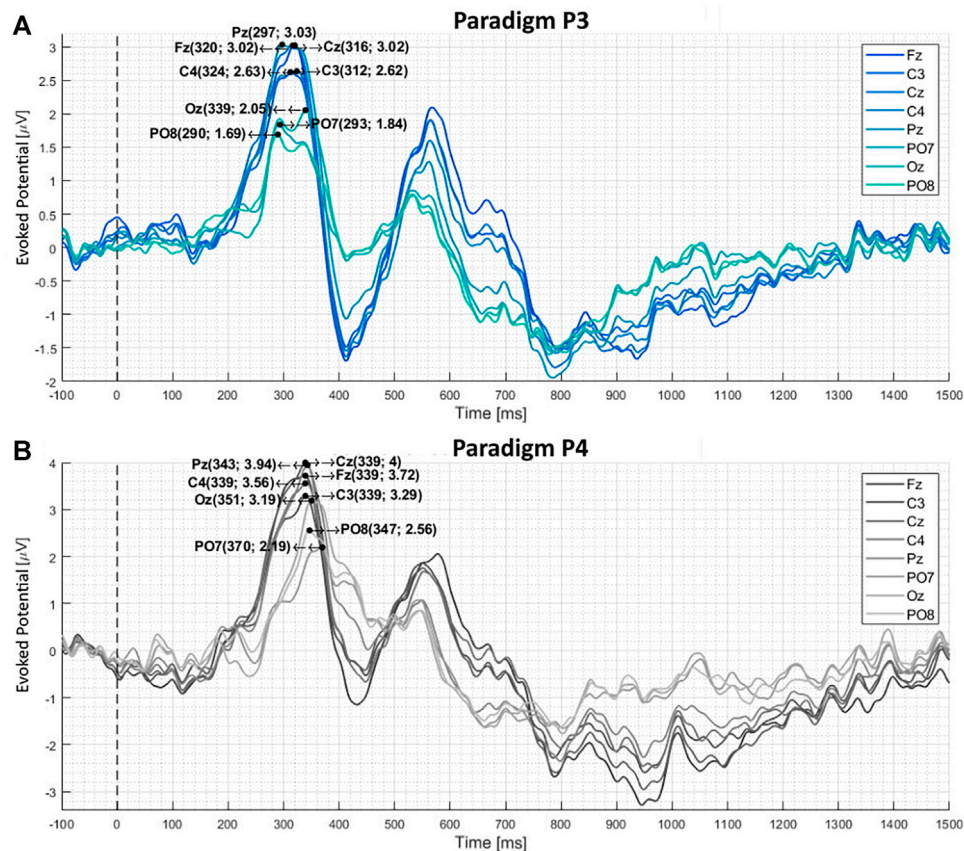 A
Paradigm P3
Pz(297; 3.03)
Fz(320; 3.02)
Cz(316; 3.02)
C4(324; 2.63)
C3(312; 2.62)
Oz(339; 2.05)
PO7(293; 1.84)
PO8(290; 1.69)
Fz
C3
Cz
C4
Pz
PO7
Oz
PO8
Evoked Potential [μV]
3
2.5
2
1.5
1
0.5
0
-0.5
-1
-1.5
-2
-100 0 100 200 300 400 500 600 700 800 900 1000 1100 1200 1300 1400 1500
Time [ms]
B
Paradigm P4
Pz(343; 3.94)
Cz(339; 4)
Fz(339; 3.72)
C4(339; 3.56)
C3(339; 3.29)
Oz(351; 3.19)
PO8(347; 2.56)
PO7(370; 2.19)
Fz
C3
Cz
C4
Pz
PO7
Oz
PO8
Evoked Potential [μV]
4
3
2
1
0
-1
-2
-3
-100 0 100 200 300 400 500 600 700 800 900 1000 1100 1200 1300 1400 1500
Time [ms]